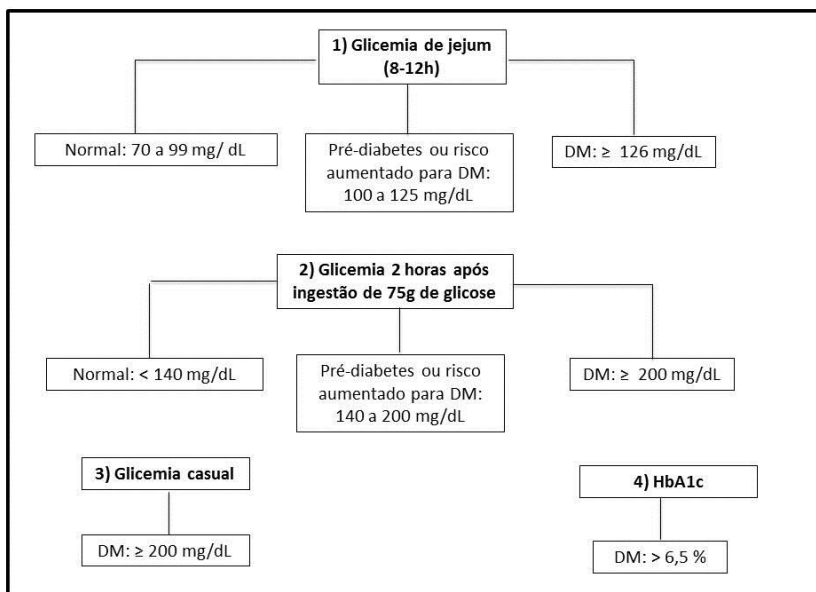 1) Glicemia de jejum
(8-12h)
Normal: 70 a 99 mg/ dL
Pré-diabetes ou risco
aumentado para DM:
100 a 125 mg/dL
DM: ≥ 126 mg/dL
2) Glicemia 2 horas após
ingestão de 75g de glicose
Normal: < 140 mg/dL
Pré-diabetes ou risco
aumentado para DM:
140 a 200 mg/dL
DM: ≥ 200 mg/dL
3) Glicemia casual
DM: ≥ 200 mg/dL
4) HbA1c
DM: > 6,5 %